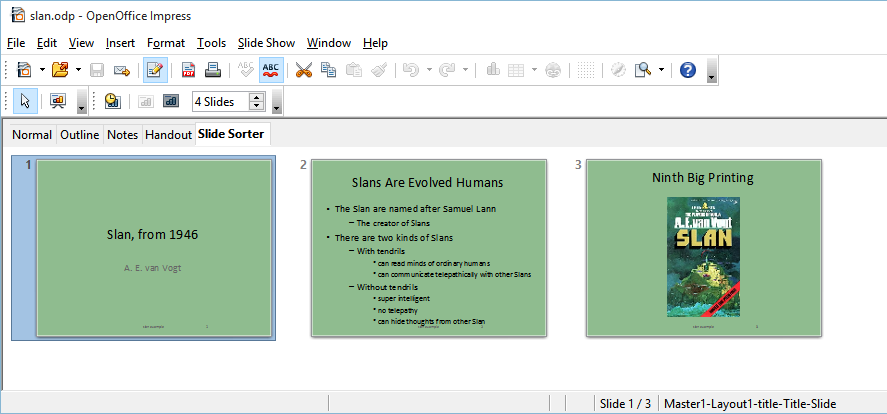 slan.odp - OpenOffice Impress
File Edit View Insert Format Tools Slide Show Window Help
ABC ABC
4 Slides
Normal Outline Notes Handout Slide Sorter
1
Slan, from 1946
A. E. van Vogt
2
Slans Are Evolved Humans
• The Slan are named after Samuel Lann
– The creator of Slans
• There are two kinds of Slans
– With tendrils
• can read minds of ordinary humans
• can communicate telepathically with other Slans
– Without tendrils
• super intelligent
• no telepathy
• can hide thoughts from other Slan
3
Ninth Big Printing
A.E. van Vogt
SLAN
Slide 1 / 3 Master1-Layout1-title-Title-Slide